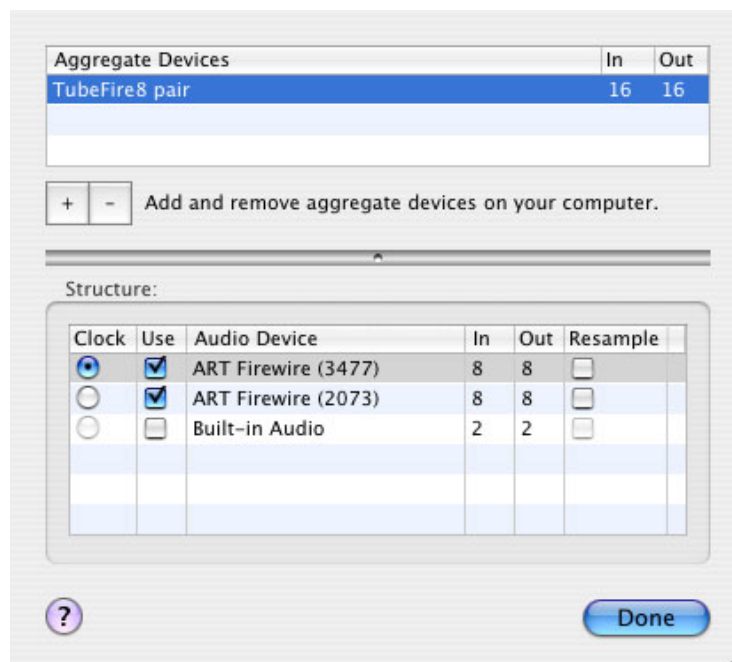 Aggregate Devices In Out
TubeFire8 pair 16 16
+ - Add and remove aggregate devices on your computer.
Structure:
Clock Use Audio Device In Out Resample
ART Firewire (3477) 8 8
ART Firewire (2073) 8 8
Built-in Audio 2 2
? Done